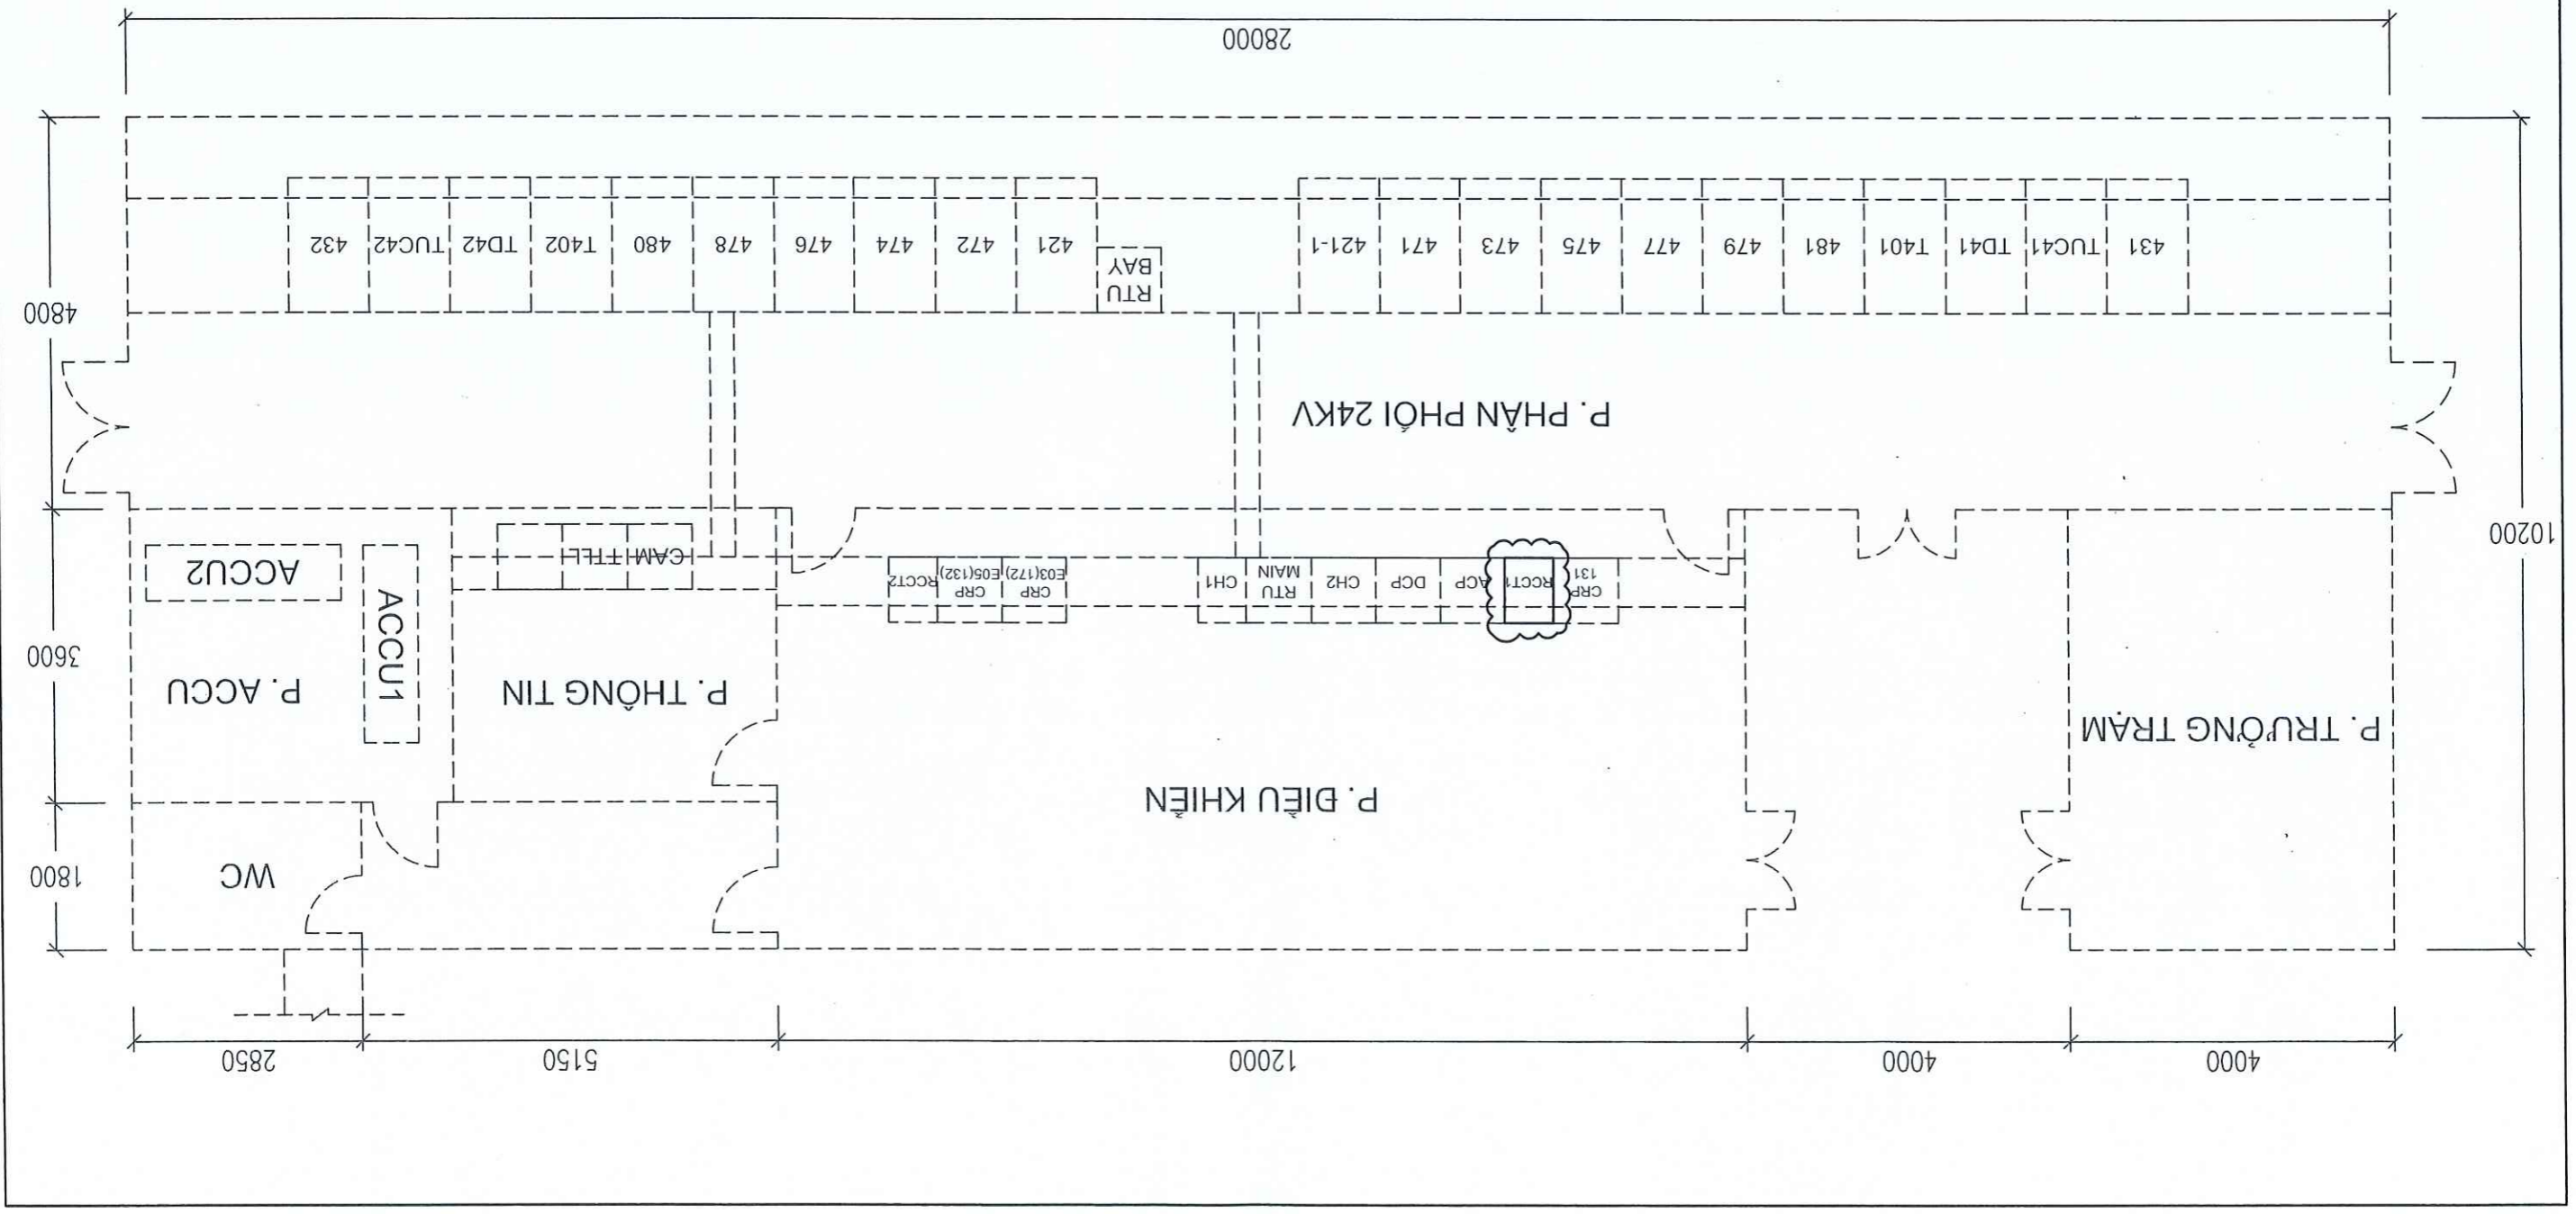 4000
4000
12000
5150
2850
WC
1800
P. ĐIỀU KHIỂN
P. TRƯỞNG TRẠM
P. THÔNG TIN
P. ACCU
ACCU1
3600
CRP
131
RCCT1
ACP
DCP
CH2
RTU
MAIN
CH1
CRP
E03(172)
CRP
E05(132)
RCCT2
CAM
TTLL
ACCU2
10200
P. PHÂN PHỐI 24KV
4800
431
TUC41
TD41
T401
481
479
477
475
473
471
421-1
RTU
BAY
421
472
474
476
478
480
T402
TD42
TUC42
432
28000